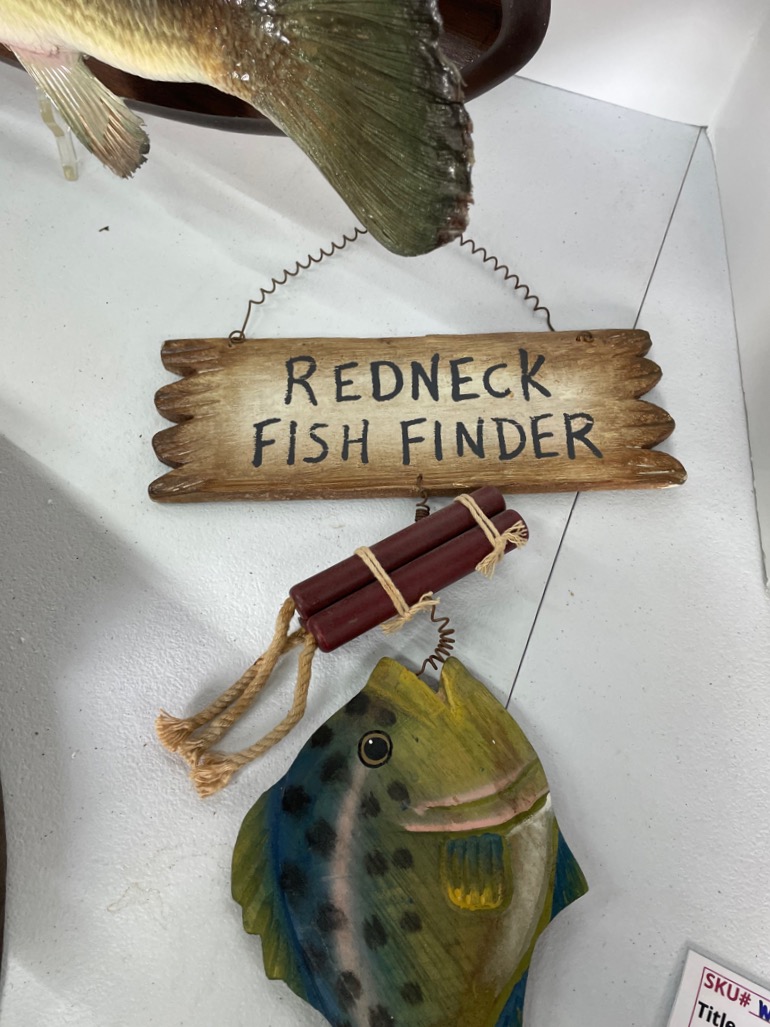 REDNECK
FISH FINDER
SKU#
Title